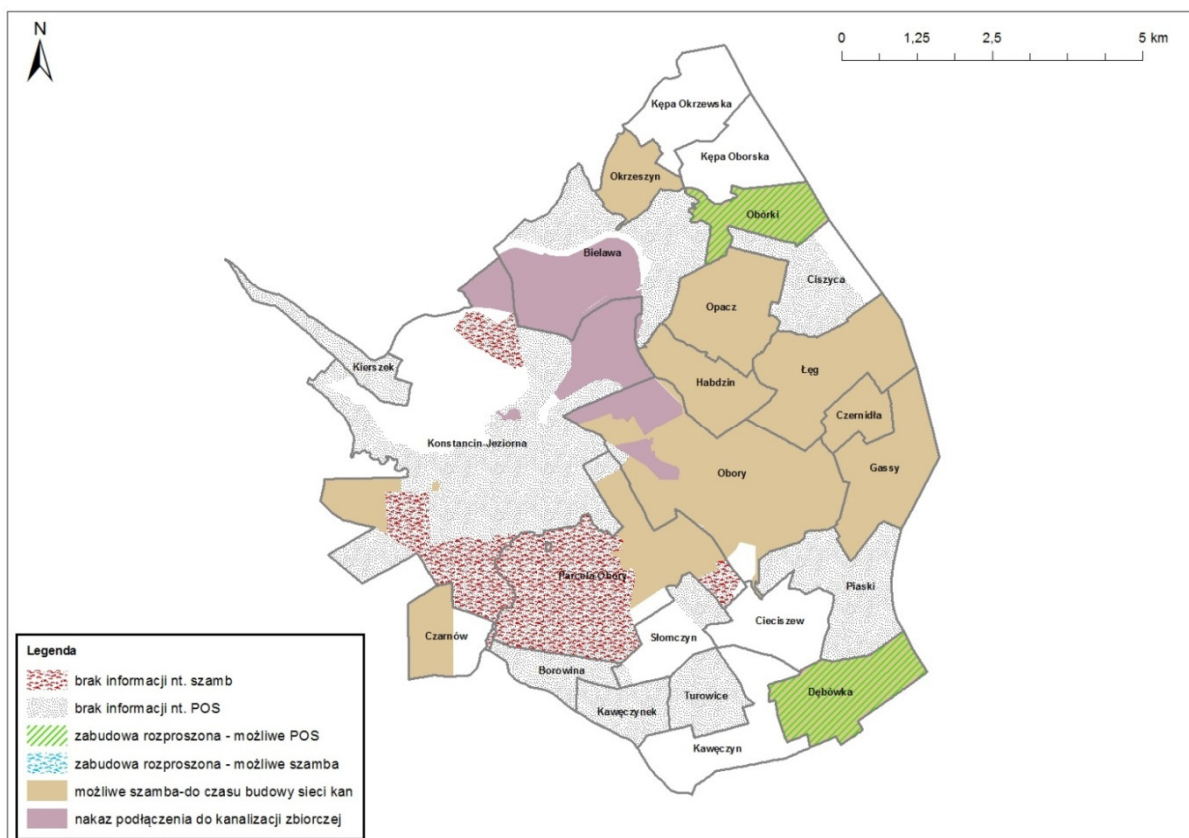 N
0 1,25 2,5 5 km
Kępa Okrzewska
Kępa Oborska
Okrzeszyn
Obórki
Bielawa
Ciszyca
Opacz
Kierszek
Łęg
Habdzin
Czernidła
Konstancin Jeziorna
Gassy
Obory
Parcela Obory
Piaski
Cieciszew
Czarnów
Słomczyn
Borowina
Turowice
Dębówka
Kawęczynek
Kawęczyn
Legenda
brak informacji nt. szamb
brak informacji nt. POS
zabudowa rozproszona - możliwe POS
zabudowa rozproszona - możliwe szamba
możliwe szamba-do czasu budowy sieci kan
nakaz podłączenia do kanalizacji zbiorczej